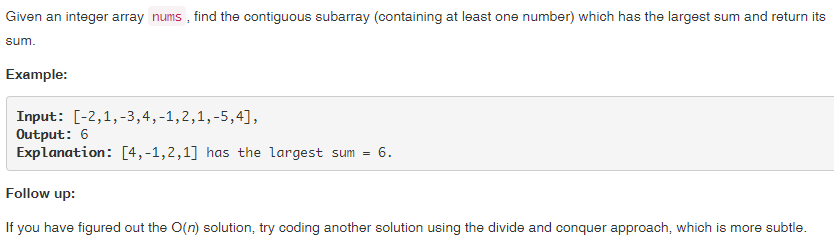 Given an integer array nums , find the contiguous subarray (containing at least one number) which has the largest sum and return its
sum.
Example:
Input: [-2,1,-3,4,-1,2,1,-5,4],
Output: 6
Explanation: [4,-1,2,1] has the largest sum = 6.
Follow up:
If you have figured out the O(n) solution, try coding another solution using the divide and conquer approach, which is more subtle.